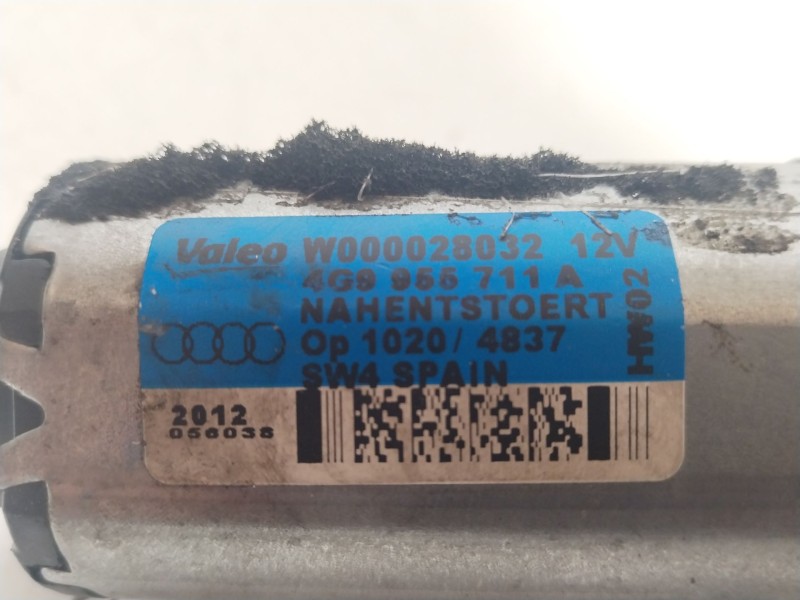 Valeo W000028032 12V
4G9 955 711 A
NAHENTSTOERT
Op 1020 / 4837
SW4 SPAIN
HW02
2012
056038